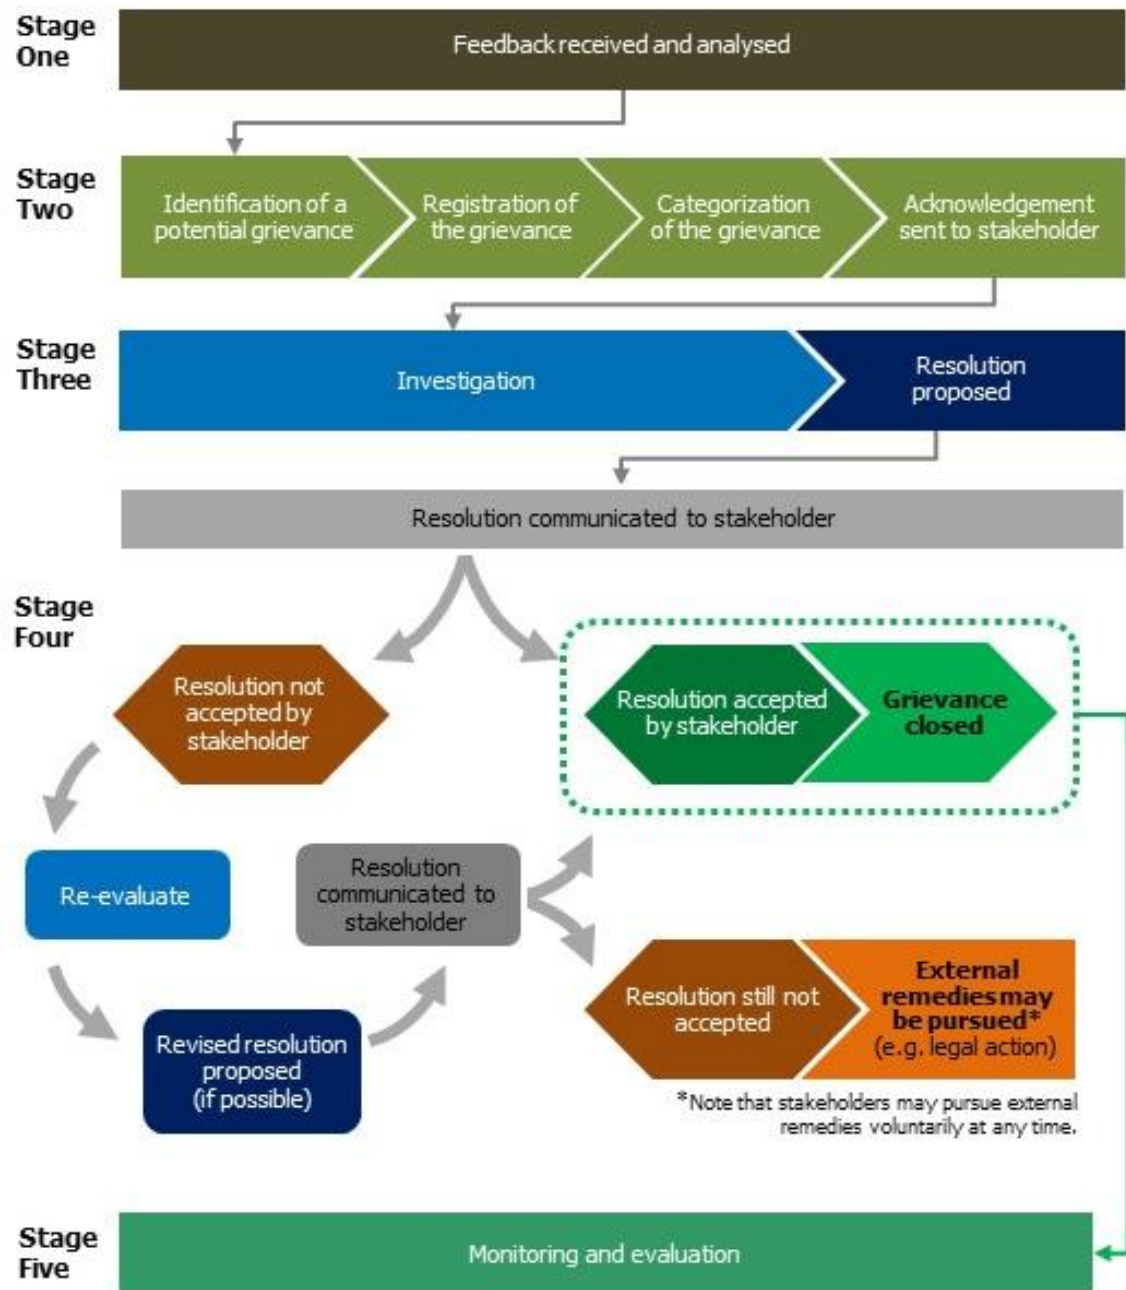 Stage
One
Feedback received and analysed
Stage
Two
Identification of a
potential grievance
Registration of
the grievance
Categorization
of the grievance
Acknowledgement
sent to stakeholder
Stage
Three
Investigation
Resolution
proposed
Resolution communicated to stakeholder
Stage
Four
Resolution not
accepted by
stakeholder
Resolution accepted
by stakeholder
Grievance
closed
Re-evaluate
Resolution
communicated to
stakeholder
Revised resolution
proposed
(if possible)
Resolution still not
accepted
External
remedies may
be pursued*
(e.g. legal action)
*Note that stakeholders may pursue external
remedies voluntarily at any time.
Stage
Five
Monitoring and evaluation